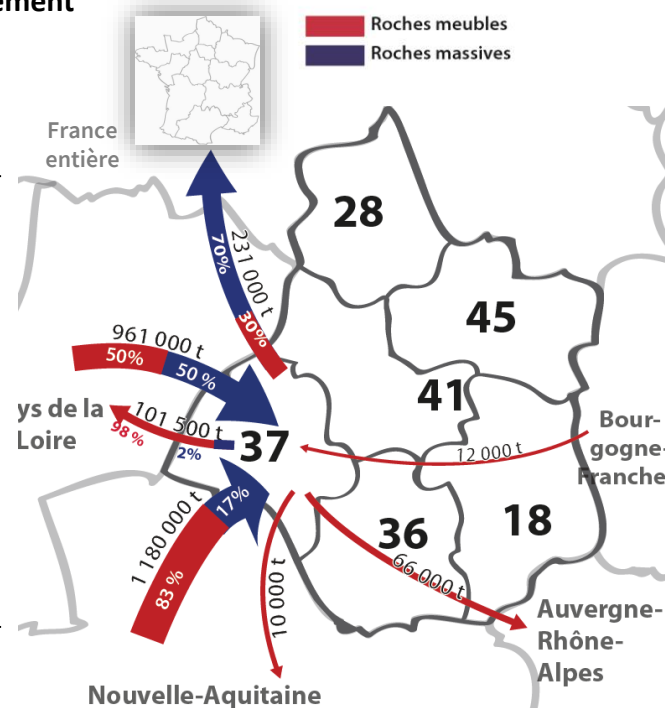 ement
Roches meubles
Roches massives
France
entière
28
231 000 t
70%
30%
45
961 000 t
50%
50 %
41
ys de la
Loire
101 500 t
98 %
2%
37
Bour-
gogne-
Franche
12 000 t
1 180 000 t
17%
83 %
36
18
66 000 t
10 000 t
Auvergne-
Rhône-
Alpes
Nouvelle-Aquitaine